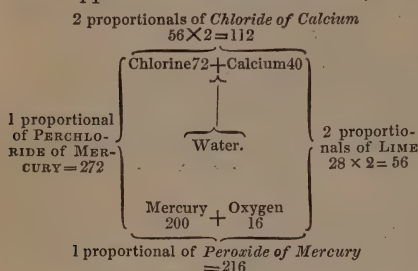 2 proportionals of Chloride of Calcium
56×2=112
Chlorine72+Calcium40
1 proportional
of PERCHLO-
RIDE of MER-
CURY=272
Water.
2 proportio-
nals of LIME
28 × 2=56
Mercury + Oxygen
200 16
1 proportional of Peroxide of Mercury
=216